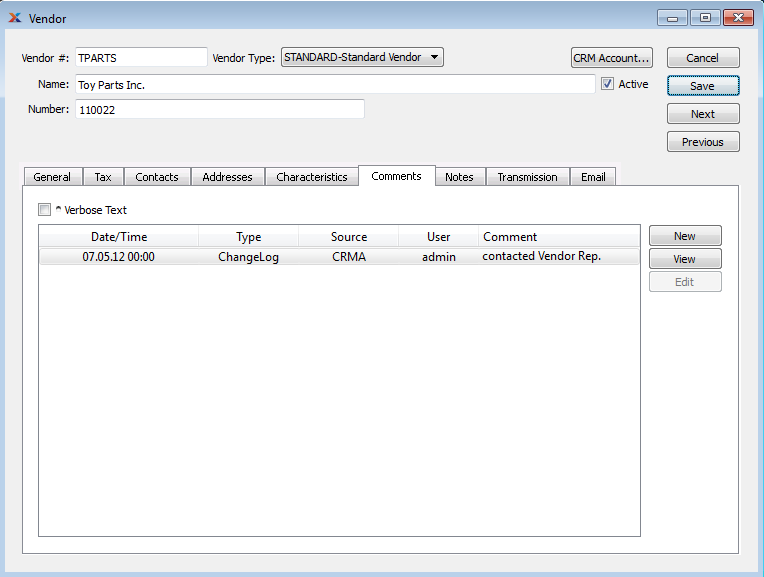 Vendor
Vendor #: TPARTS Vendor Type: STANDARD-Standard Vendor CRM Account... Cancel
Name: Toy Parts Inc. Active Save
Number: 110022 Next
Previous
General Tax Contacts Addresses Characteristics Comments Notes Transmission Email
^ Verbose Text
Date/Time Type Source User Comment New
07.05.12 00:00 ChangeLog CRMA admin contacted Vendor Rep. View
Edit